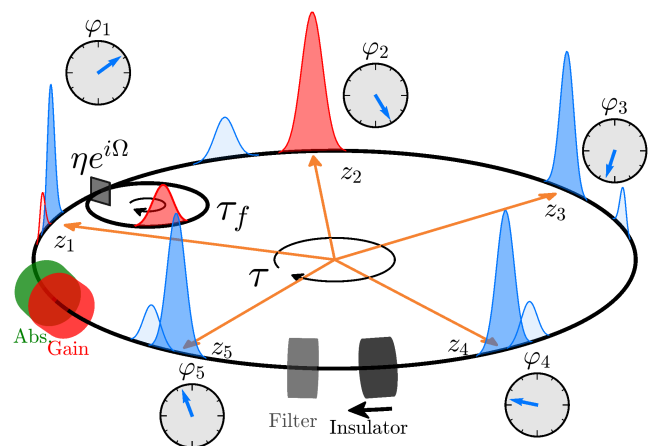 φ₁
φ₂
φ₃
ηe^{iΩ}
τ_f
z₁
z₂
z₃
τ
Abs.
Gain
z₅
z₄
φ₅
φ₄
Filter
Insulator